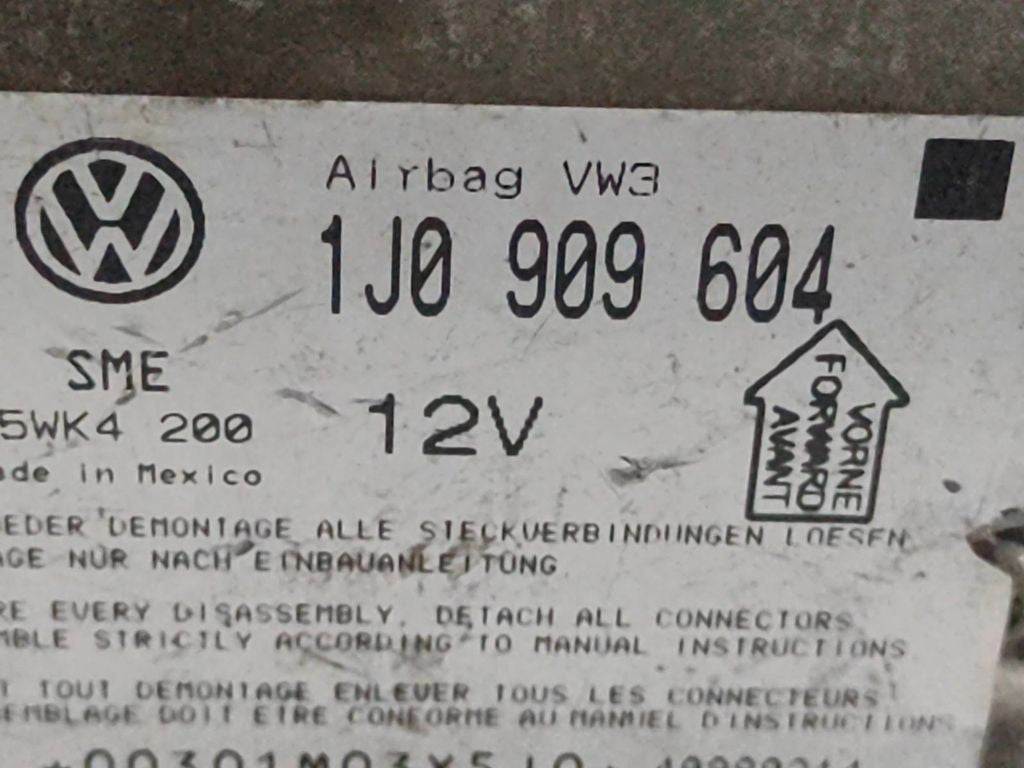 Airbag VW3
1J0 909 604
SME
5WK4 200
12V
VORNE
FORWARD
AVANT
ade in Mexico
EDER DEMONTAGE ALLE STECKVERBINDUNGEN LOESEN
AGE NUR NACH EINBAUANLEITUNG
RE EVERY DISASSEMBLY, DETACH ALL CONNECTORS.
MBLE STRICTLY ACCORDING TO MANUAL INSTRUCTIONS
T TOUT DEMONTAGE ENLEVER TOUS LES CONNECTEURS!
EMBLAGE DOIT ETRE CONFORME AU MANUEL D'INSTRUCTIONS